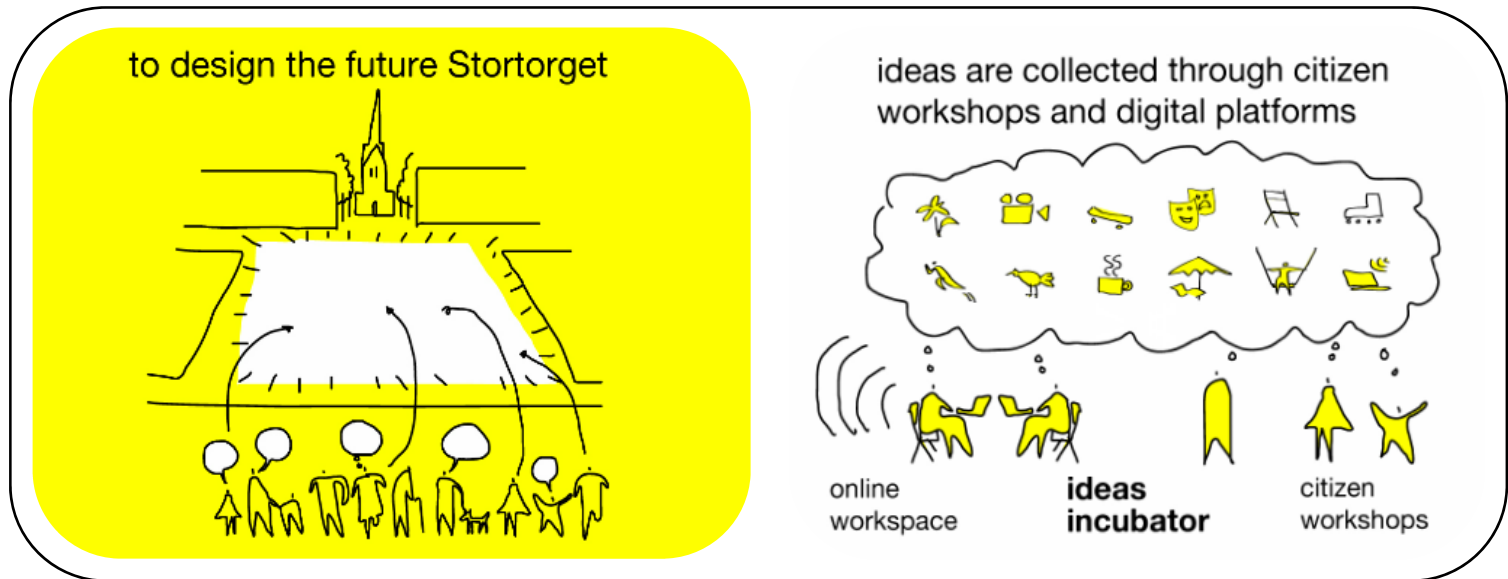 to design the future Stortorget
ideas are collected through citizen
workshops and digital platforms
online
workspace
ideas
incubator
citizen
workshops